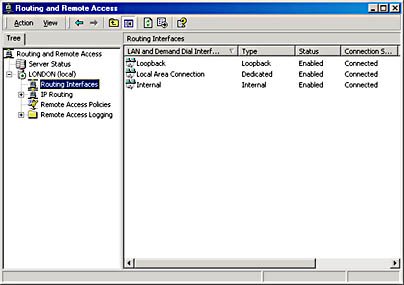 Routing and Remote Access
Action View
Tree
Routing and Remote Access
Server Status
LONDON (local)
Routing Interfaces
IP Routing
Remote Access Policies
Remote Access Logging
Routing Interfaces
LAN and Demand Dial Interf... Type Status Connection S...
Loopback Loopback Enabled Connected
Local Area Connection Dedicated Enabled Connected
Internal Internal Enabled Connected